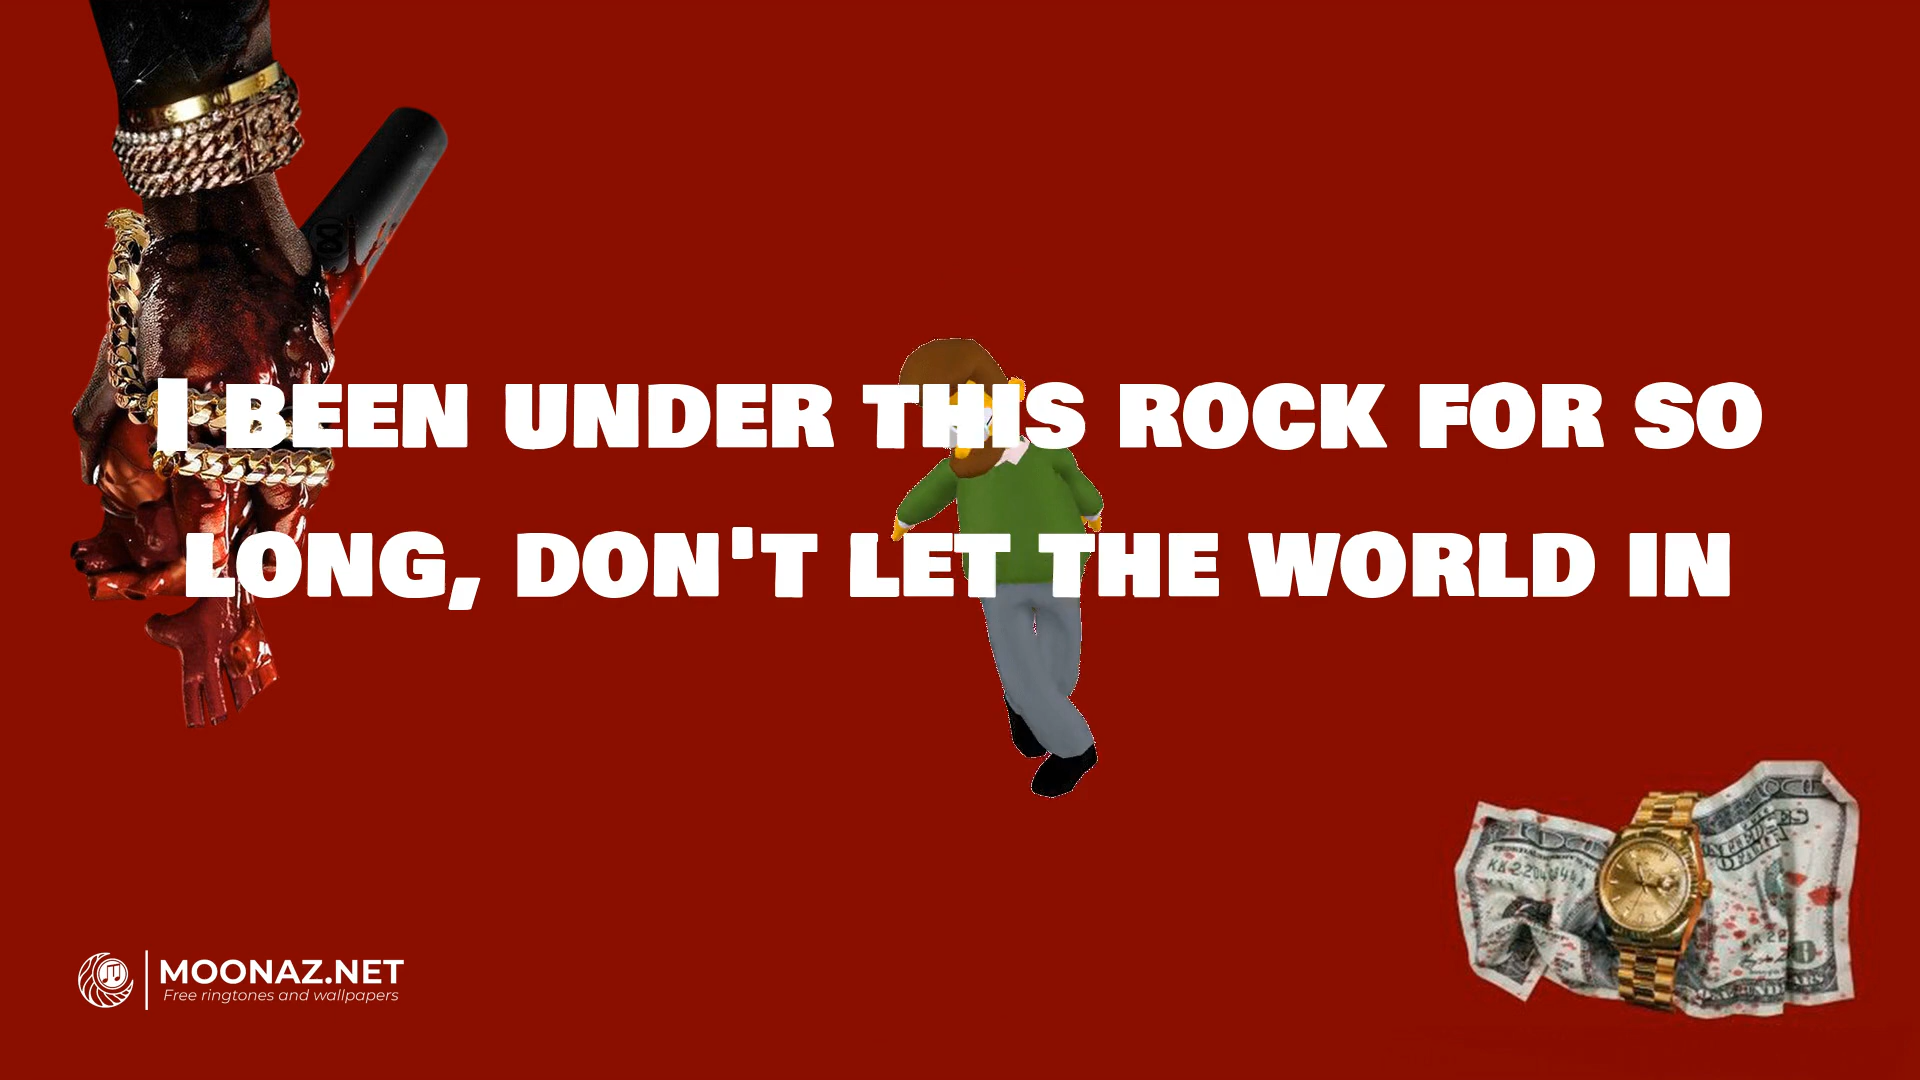 I BEEN UNDER THIS ROCK FOR SO
LONG, DON'T LET THE WORLD IN
MOONAZ.NET
Free ringtones and wallpapers